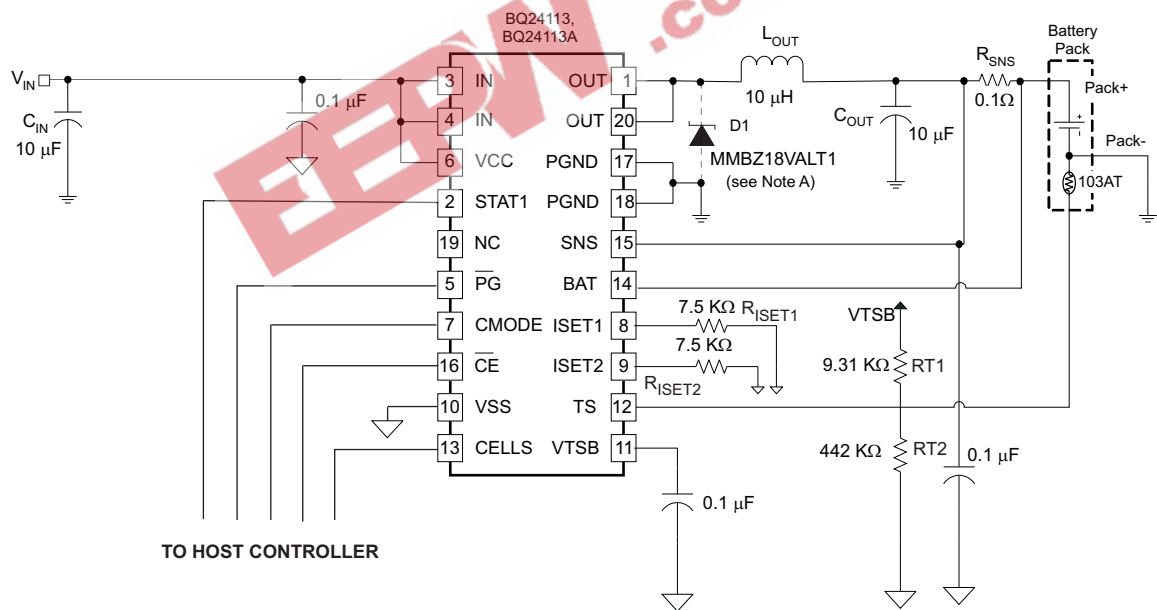 BQ24113,
BQ24113A
V_IN
C_IN
10 µF
0.1 µF
3 IN
4 IN
6 VCC
2 STAT1
19 NC
5 P̅G̅
7 CMODE
16 C̅E̅
10 VSS
13 CELLS
OUT 1
OUT 20
PGND 17
PGND 18
SNS 15
BAT 14
ISET1 8
ISET2 9
TS 12
VTSB 11
L_OUT
10 µH
D1
MMBZ18VALT1
(see Note A)
C_OUT
10 µF
R_SNS
0.1Ω
Battery
Pack
Pack+
+
-
Pack-
103AT
7.5 KΩ
R_ISET1
7.5 KΩ
R_ISET2
VTSB
9.31 KΩ RT1
442 KΩ RT2
0.1 µF
0.1 µF
TO HOST CONTROLLER
EEPW.co